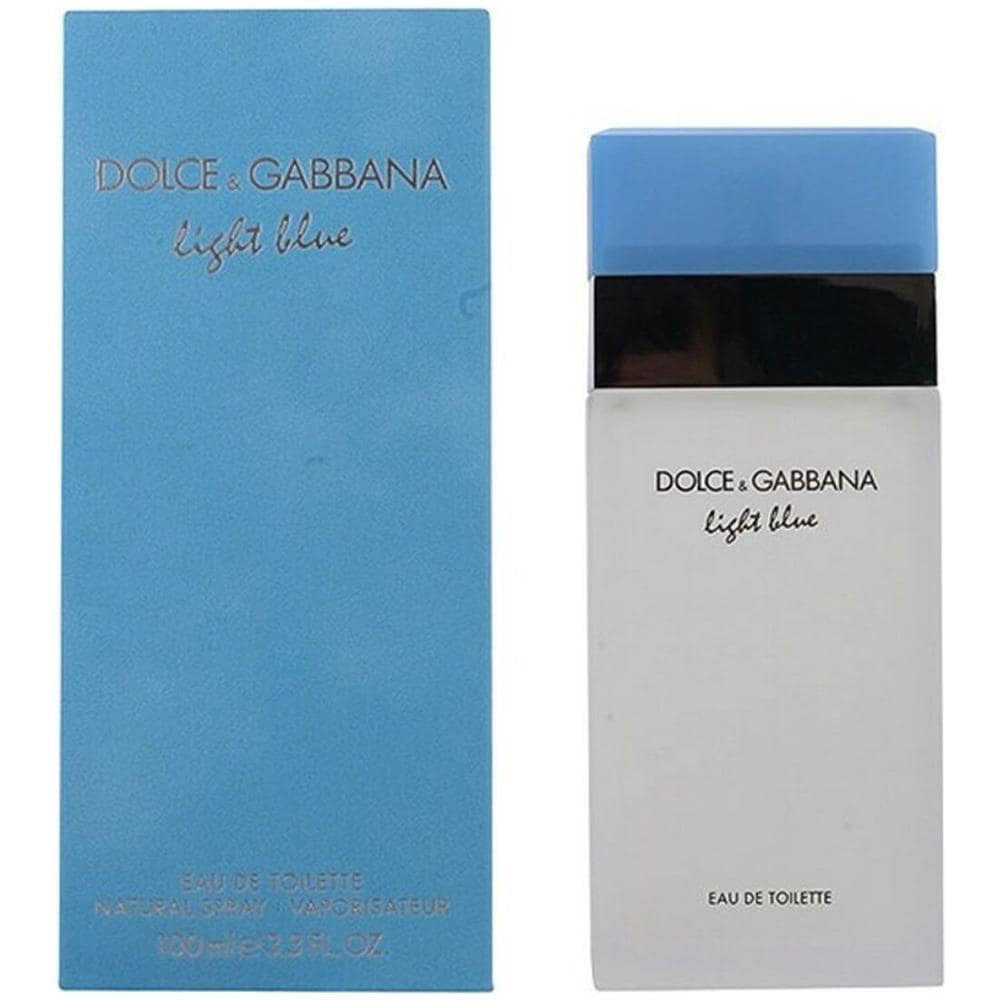 DOLCE & GABBANA
light blue
EAU DE TOILETTE
NATURAL SPRAY · VAPORISATEUR
100 ml e 3.3 FL. OZ.
DOLCE & GABBANA
light blue
EAU DE TOILETTE